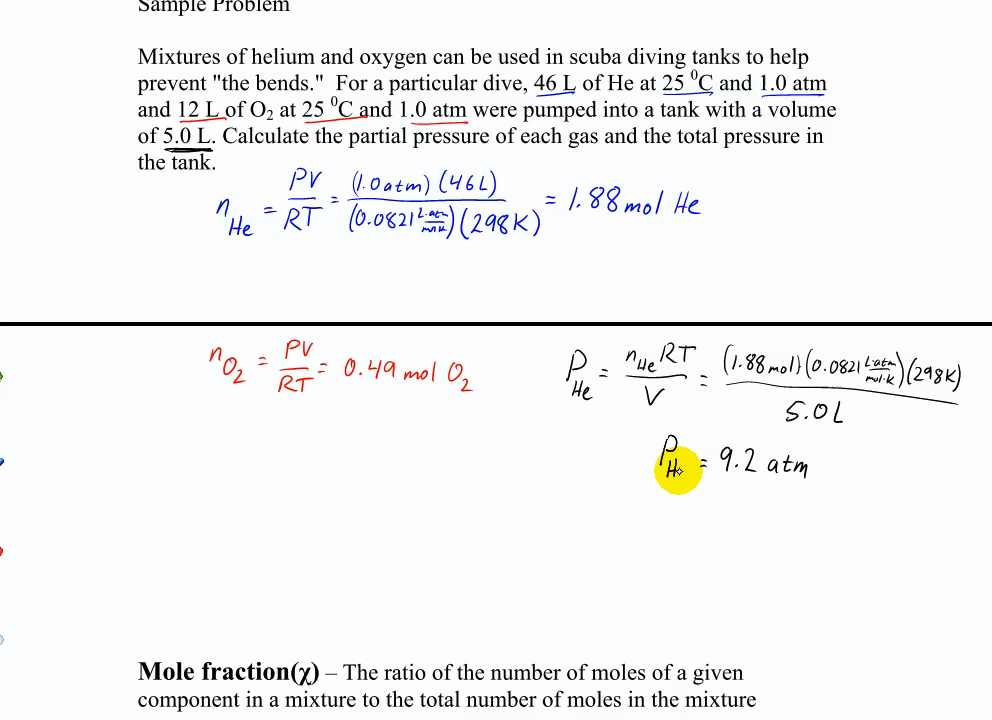 Sample Problem
Mixtures of helium and oxygen can be used in scuba diving tanks to help
prevent "the bends." For a particular dive, 46 L of He at 25 ⁰C and 1.0 atm
and 12 L of O₂ at 25 ⁰C and 1.0 atm were pumped into a tank with a volume
of 5.0 L. Calculate the partial pressure of each gas and the total pressure in
the tank.
n_He = PV/RT = (1.0 atm)(46L)/(0.0821 L·atm/mol·K)(298K) = 1.88 mol He
n_O₂ = PV/RT = 0.49 mol O₂
P_He = n_He RT/V = (1.88 mol)(0.0821 L·atm/mol·K)(298K)/5.0L
P_H = 9.2 atm
Mole fraction(χ) – The ratio of the number of moles of a given
component in a mixture to the total number of moles in the mixture